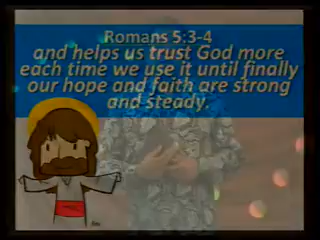 Romans 5:3-4
and helps us trust God more
each time we use it until finally
our hope and faith are strong
and steady.